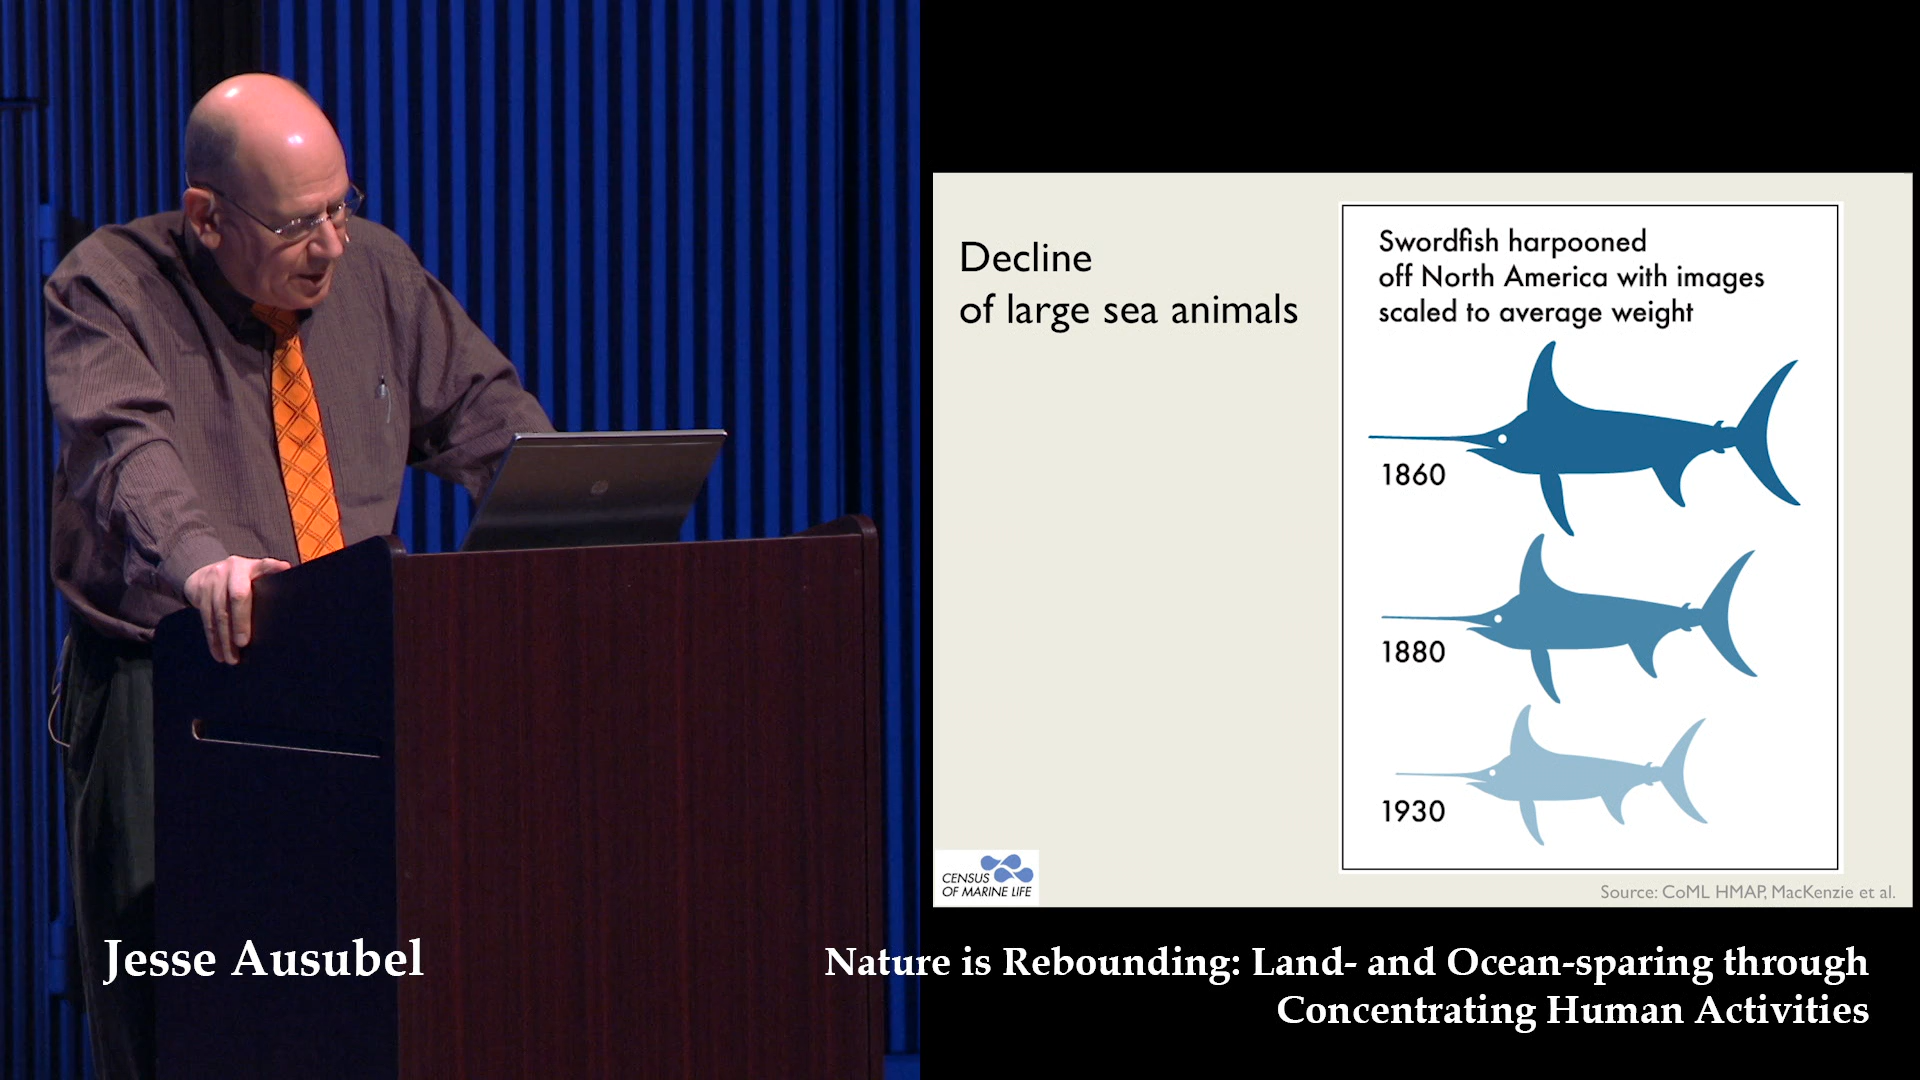 Decline
of large sea animals
Swordfish harpooned
off North America with images
scaled to average weight
1860
1880
1930
CENSUS
OF MARINE LIFE
Source: CoML HMAP, MacKenzie et al.
Jesse Ausubel
Nature is Rebounding: Land- and Ocean-sparing through
Concentrating Human Activities